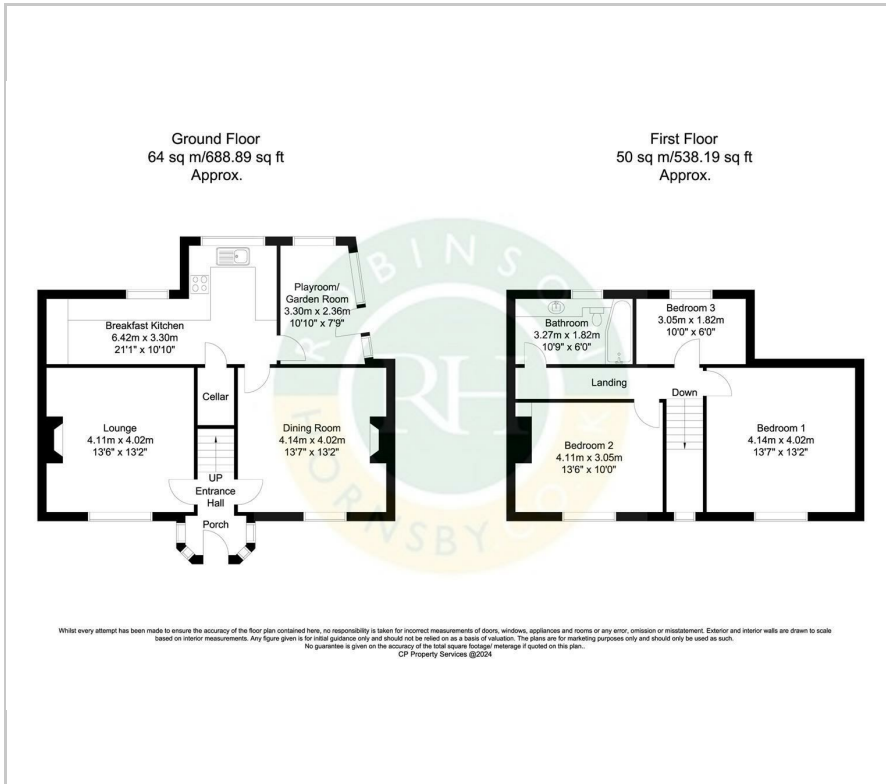 Ground Floor
64 sq m/688.89 sq ft
Approx.
First Floor
50 sq m/538.19 sq ft
Approx.
Playroom/
Garden Room
3.30m x 2.36m
10'10" x 7'9"
Breakfast Kitchen
6.42m x 3.30m
21'1" x 10'10"
Cellar
Lounge
4.11m x 4.02m
13'6" x 13'2"
Dining Room
4.14m x 4.02m
13'7" x 13'2"
UP
Entrance
Hall
Porch
Bathroom
3.27m x 1.82m
10'9" x 6'0"
Bedroom 3
3.05m x 1.82m
10'0" x 6'0"
Landing
Down
Bedroom 2
4.11m x 3.05m
13'6" x 10'0"
Bedroom 1
4.14m x 4.02m
13'7" x 13'2"
ROBINSON
RH
HORNSBY
Whilst every attempt has been made to ensure the accuracy of the floor plan contained here, no responsibility is taken for incorrect measurements of doors, windows, appliances and rooms or any error, omission or misstatement. Exterior and interior walls are drawn to scale
based on interior measurements. Any figure given is for initial guidance only and should not be relied on as a basis of valuation. The plans are for marketing purposes only and should only be used as such.
No guarantee is given on the accuracy of the total square footage/ meterage if quoted on this plan..
CP Property Services @2024